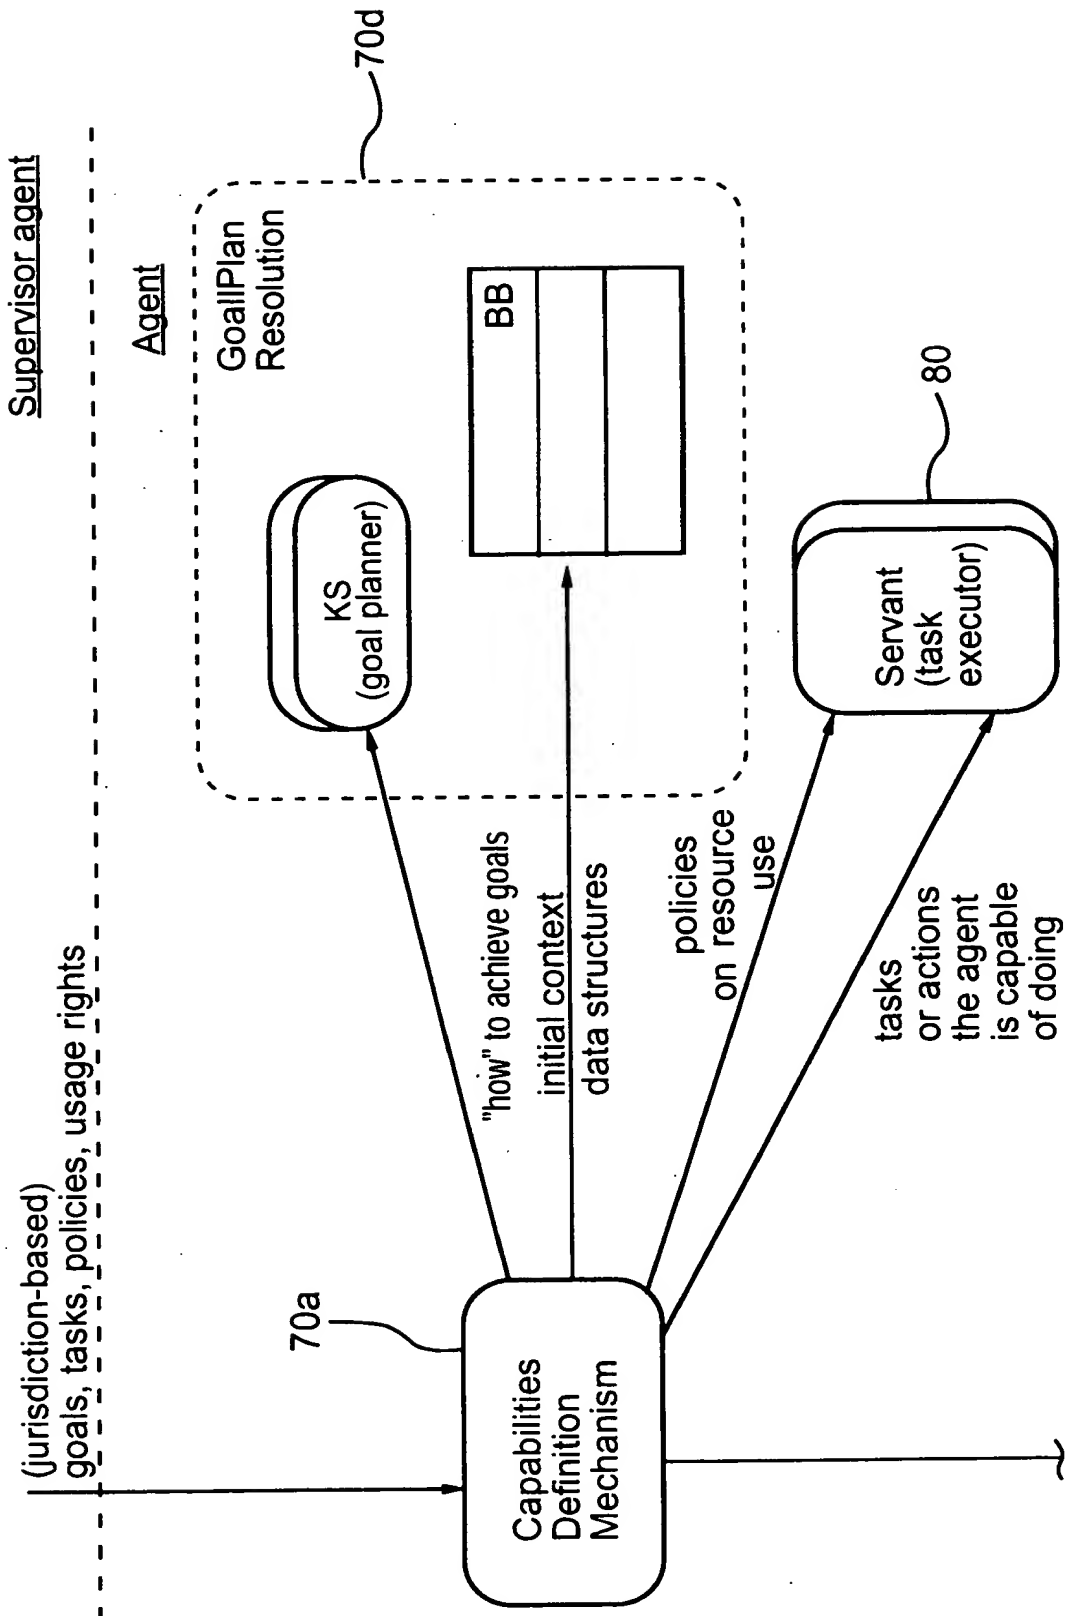 Supervisor agent
(jurisdiction-based)
goals, tasks, policies, usage rights
Agent
70d
GoallPlan
Resolution
KS
(goal planner)
BB
70a
Capabilities
Definition
Mechanism
"how" to achieve goals
initial context
data structures
policies
on resource
use
tasks
or actions
the agent
is capable
of doing
80
Servant
(task
executor)